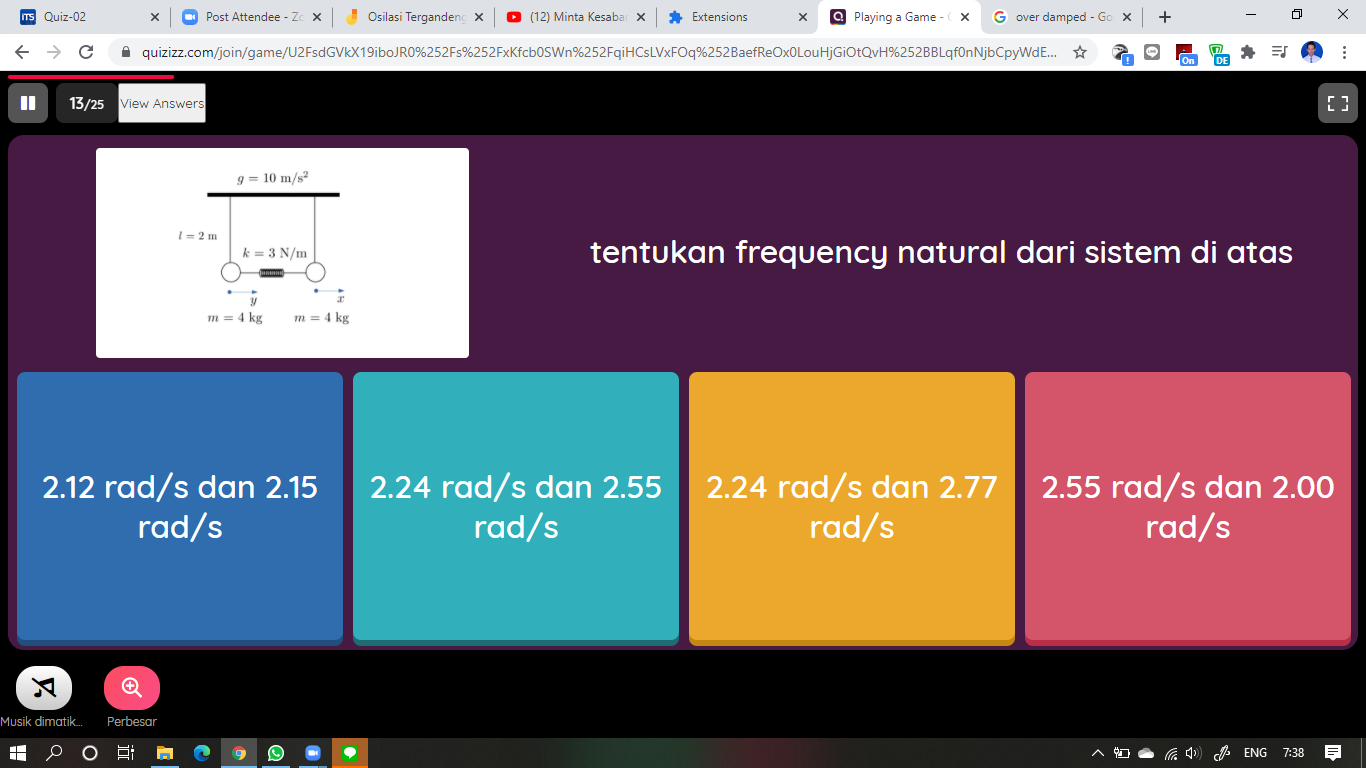 Quiz-02
Post Attendee - Zo
Osilasi Tergandeng
(12) Minta Kesaba
Extensions
Playing a Game -
over damped - Go
quizizz.com/join/game/U2FsdGVkX19iboJR0%252Fs%252FxKfcb0SWn%252FqiHCsLVxFOq%252BaefReOx0LouHjGiOtQvH%252BBLqf0nNjbCpyWdE...
On
DE
13/25
View Answers
g = 10 m/s²
l = 2 m
k = 3 N/m
y
x
m = 4 kg
m = 4 kg
tentukan frequency natural dari sistem di atas
2.12 rad/s dan 2.15
rad/s
2.24 rad/s dan 2.55
rad/s
2.24 rad/s dan 2.77
rad/s
2.55 rad/s dan 2.00
rad/s
Musik dimatik...
Perbesar
ENG
7:38